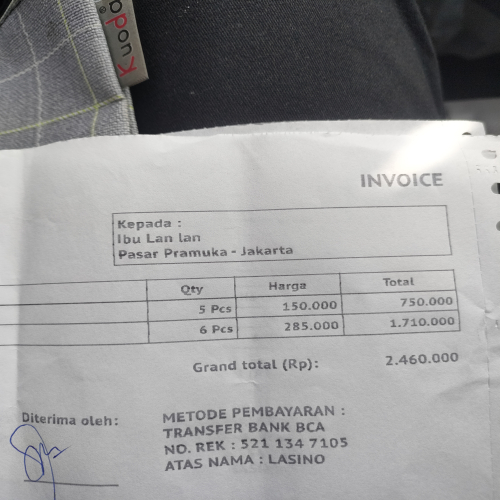 pponk
INVOICE
Kepada :
Ibu Lan lan
Pasar Pramuka - Jakarta
Qty Harga Total
5 Pcs 150.000 750.000
6 Pcs 285.000 1.710.000
Grand total (Rp): 2.460.000
Diterima oleh:
METODE PEMBAYARAN :
TRANSFER BANK BCA
NO. REK : 521 134 7105
ATAS NAMA : LASINO